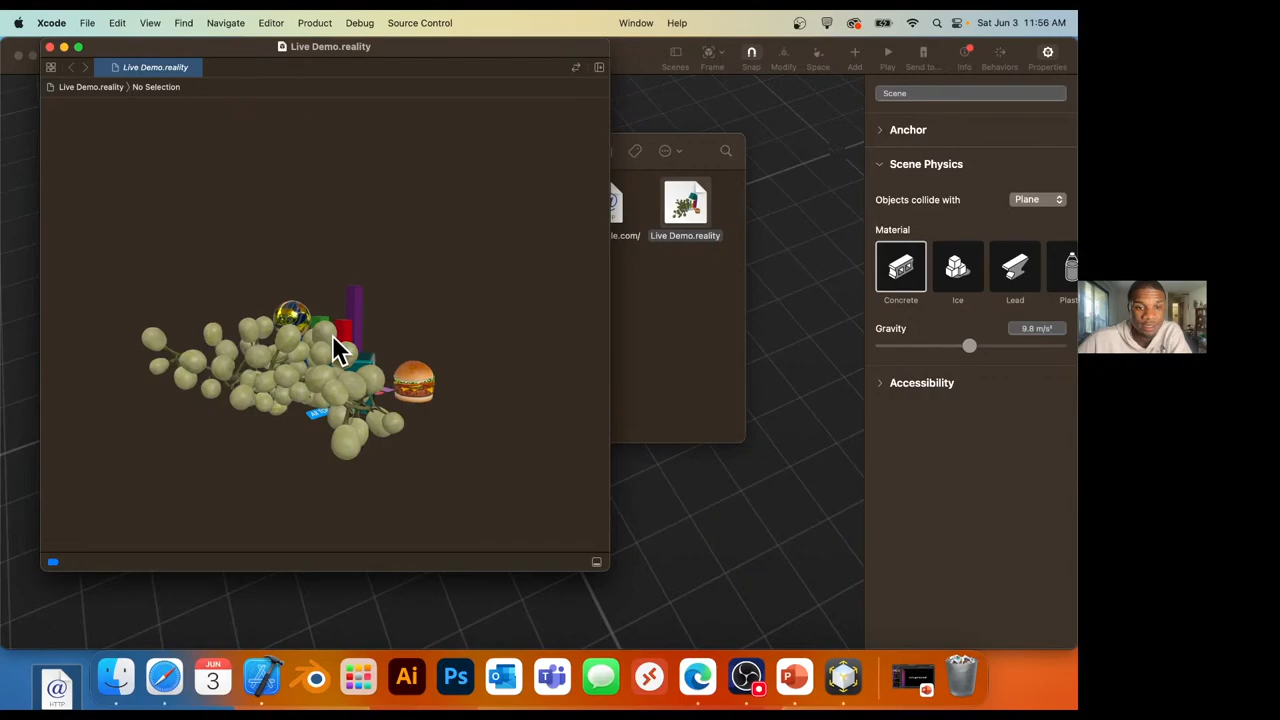 Xcode File Edit View Find Navigate Editor Product Debug Source Control Window Help Sat Jun 3 11:56 AM
Live Demo.reality
Scenes Frame Snap Modify Space Add Play Send to... Info Behaviors Properties
Live Demo.reality
Live Demo.reality 〉 No Selection
Scene
Anchor
Scene Physics
Objects collide with Plane
Material
Concrete Ice Lead Plast
Gravity 9.8 m/s²
Accessibility
le.com/ Live Demo.reality
@
HTTP
JUN
3
Ai
Ps